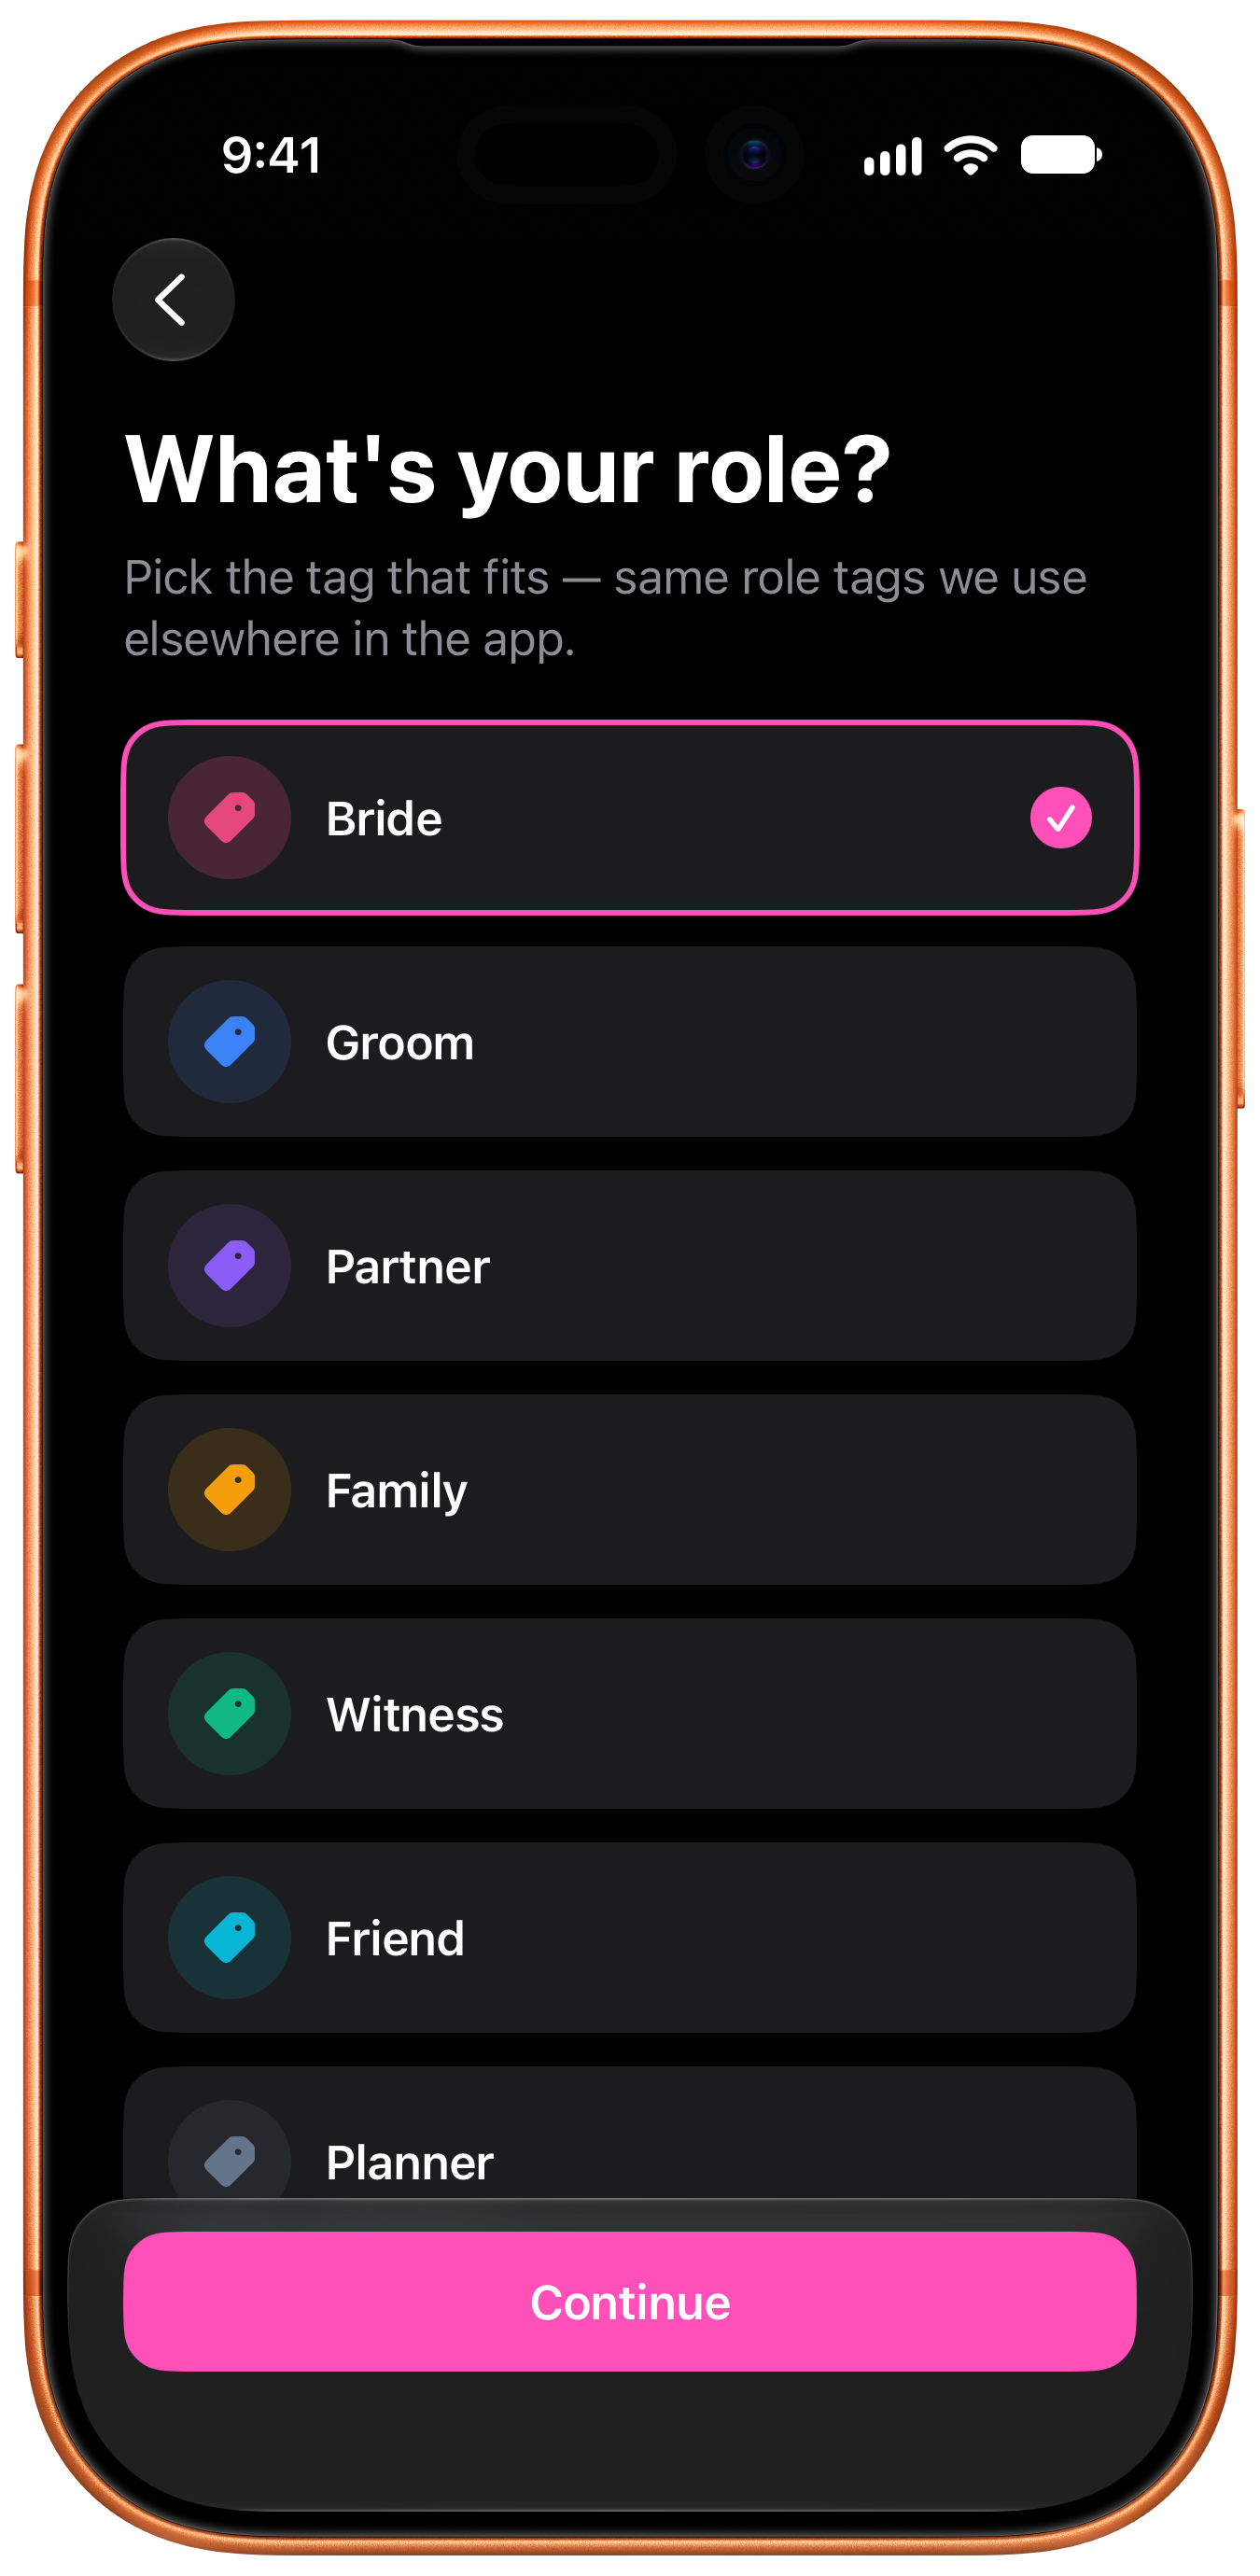 9:41
What's your role?
Pick the tag that fits — same role tags we use
elsewhere in the app.
Bride
Groom
Partner
Family
Witness
Friend
Planner
Continue